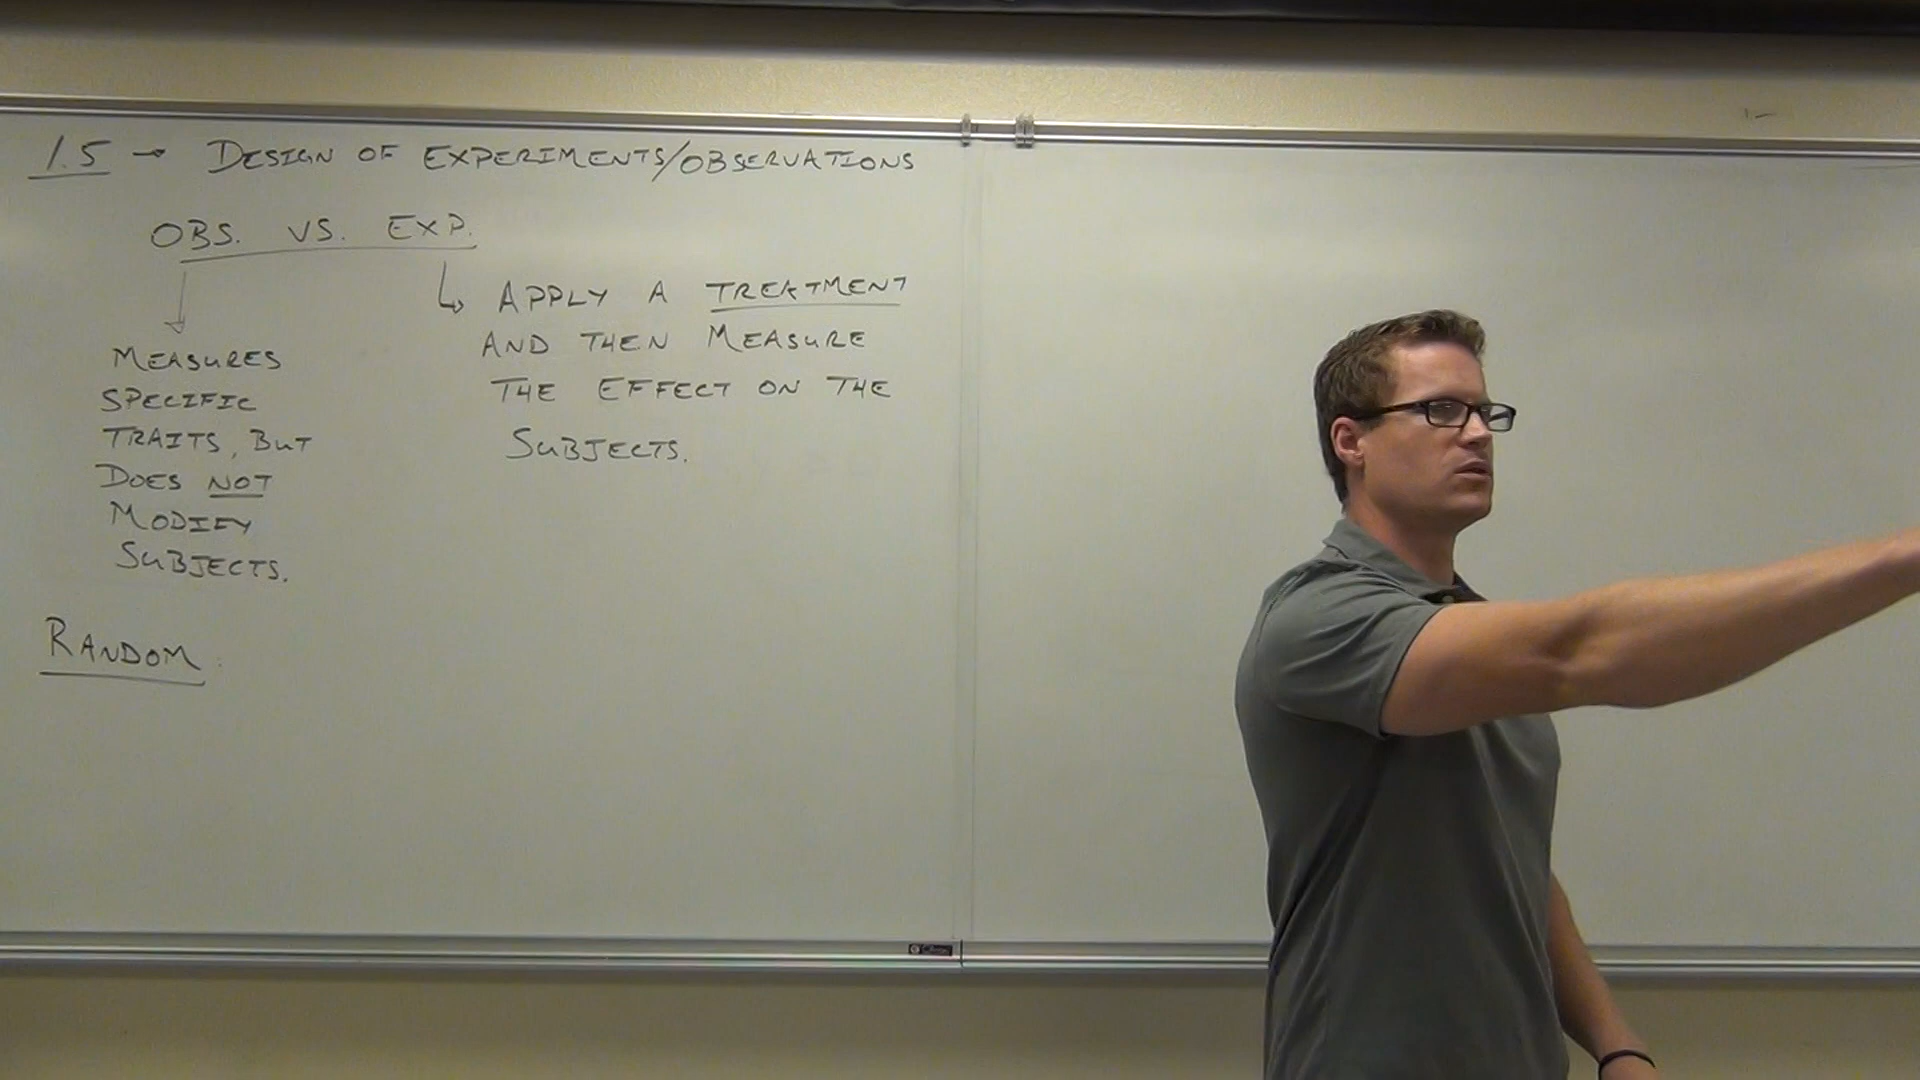 1.5 → DESIGN OF EXPERIMENTS/OBSERVATIONS
OBS. VS. EXP.
MEASURES
SPECIFIC
TRAITS, BUT
DOES NOT
MODIFY
SUBJECTS.
↳ APPLY A TREATMENT
AND THEN MEASURE
THE EFFECT ON THE
SUBJECTS.
RANDOM